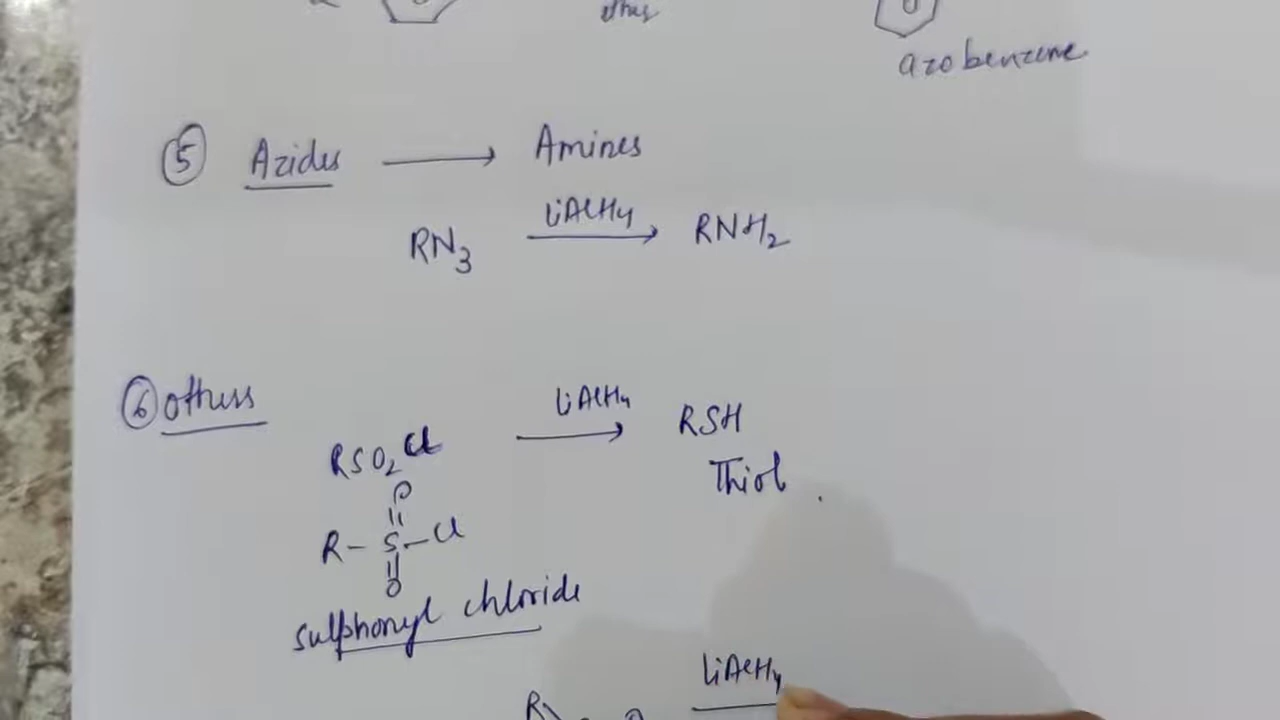 azobenzene
⑤ Azides ⟶ Amines
RN3 LiAlH4 ⟶ RNH2
⑥ others
RSO2Cl LiAlH4 ⟶ RSH
Thiol.
O
R-S-Cl
O
sulphonyl chloride
LiAlH4
R